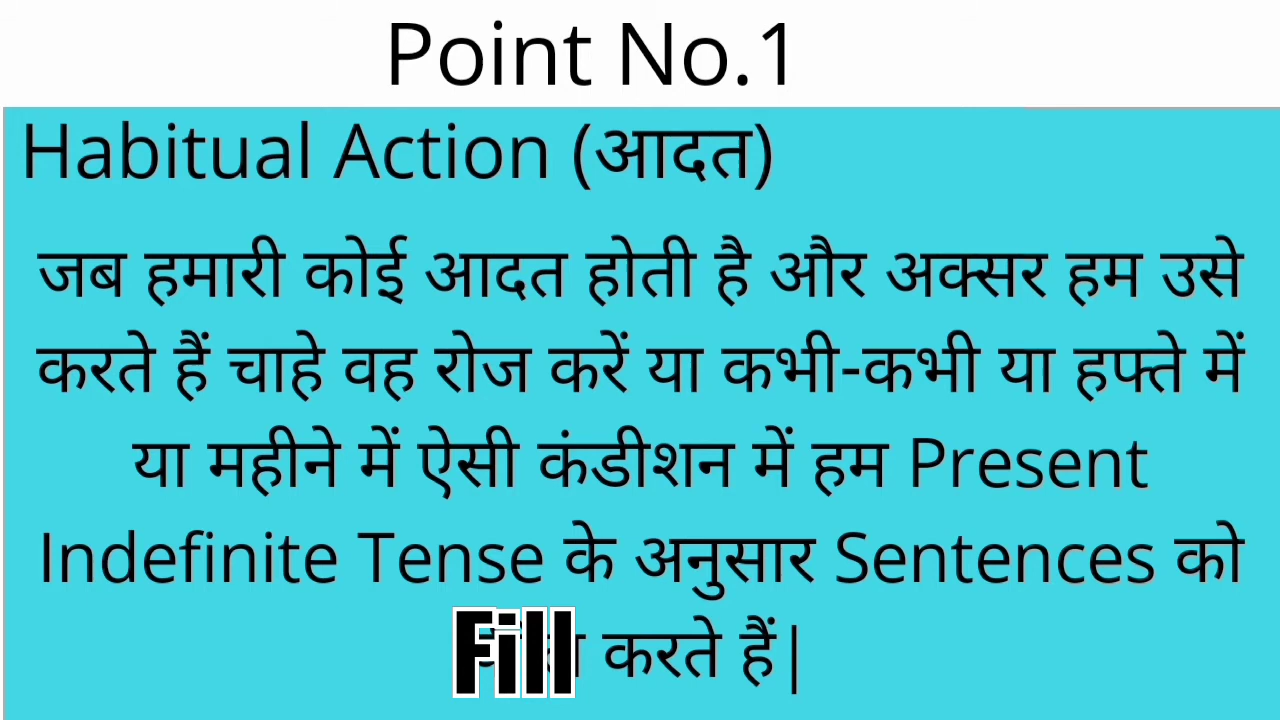 Point No.1
Habitual Action (आदत)
जब हमारी कोई आदत होती है और अक्सर हम उसे
करते हैं चाहे वह रोज करें या कभी-कभी या हफ्ते में
या महीने में ऐसी कंडीशन में हम Present
Indefinite Tense के अनुसार Sentences को
Fill करते हैं|